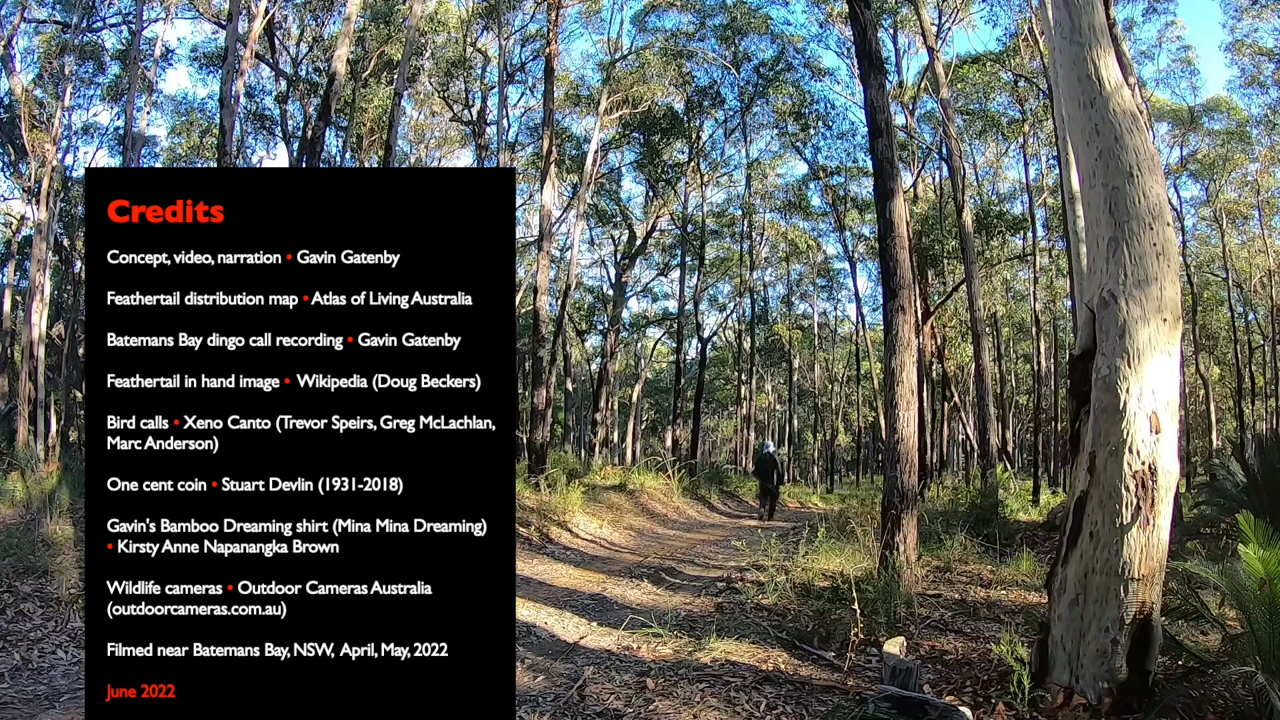 Credits
Concept, video, narration • Gavin Gatenby
Feathertail distribution map • Atlas of Living Australia
Batemans Bay dingo call recording • Gavin Gatenby
Feathertail in hand image • Wikipedia (Doug Beckers)
Bird calls • Xeno Canto (Trevor Speirs, Greg McLachlan,
Marc Anderson)
One cent coin • Stuart Devlin (1931-2018)
Gavin's Bamboo Dreaming shirt (Mina Mina Dreaming)
• Kirsty Anne Napanangka Brown
Wildlife cameras • Outdoor Cameras Australia
(outdoorcameras.com.au)
Filmed near Batemans Bay, NSW, April, May, 2022
June 2022